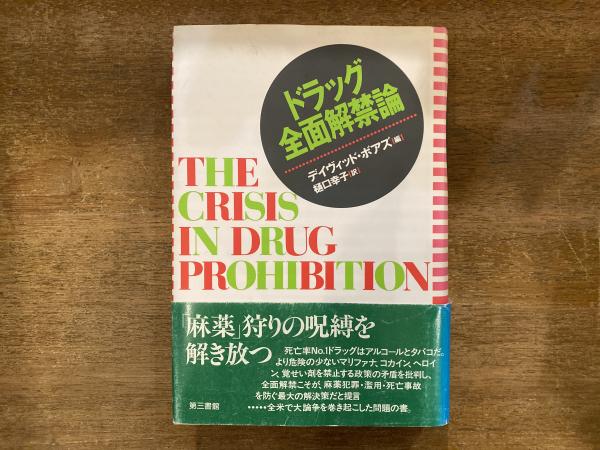 ドラッグ
全面解禁論
デイヴィッド・ボアズ[編]
樋口幸子[訳]
THE
CRISIS
IN DRUG
PROHIBITION
「麻薬」狩りの呪縛を
解き放つ
死亡率No.1ドラッグはアルコールとタバコだ。
より危険の少ないマリファナ、コカイン、ヘロイ
ン、覚せい剤を禁止する政策の矛盾を批判し、
全面解禁こそが、麻薬犯罪・濫用・死亡事故
を防ぐ最大の解決策だと提言
・・・・・全米で大論争を巻き起こした問題の書。
第三書館